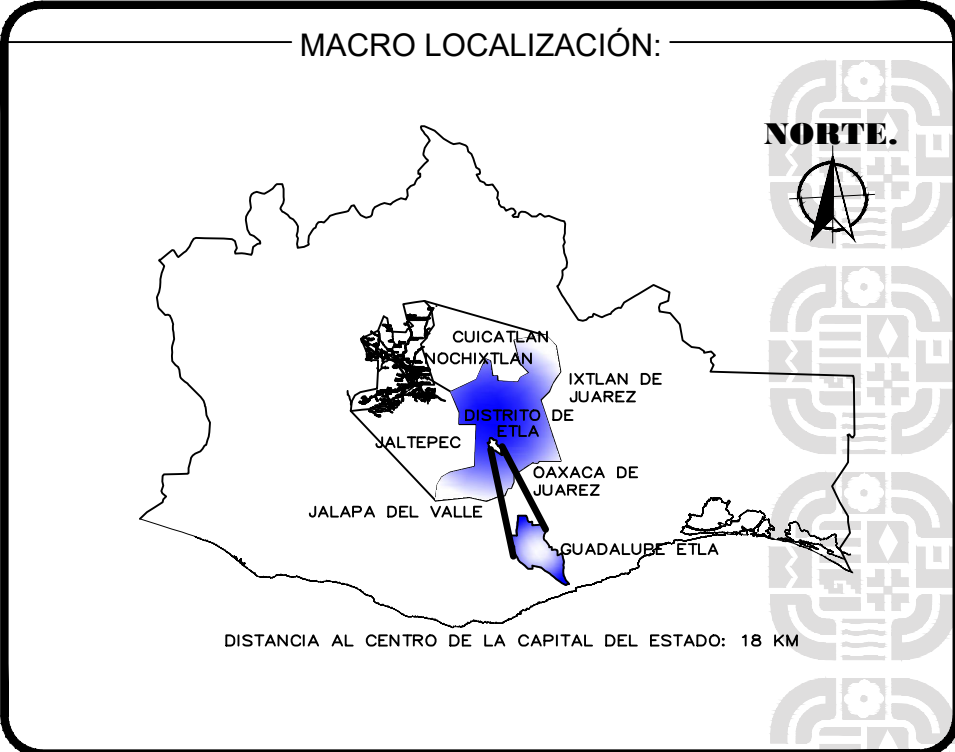 MACRO LOCALIZACIÓN:
NORTE.
CUICATLAN
NOCHIXTLAN
IXTLAN DE
JUAREZ
DISTRITO DE
ETLA
JALTEPEC
OAXACA DE
JUAREZ
JALAPA DEL VALLE
GUADALUPE ETLA
DISTANCIA AL CENTRO DE LA CAPITAL DEL ESTADO: 18 KM